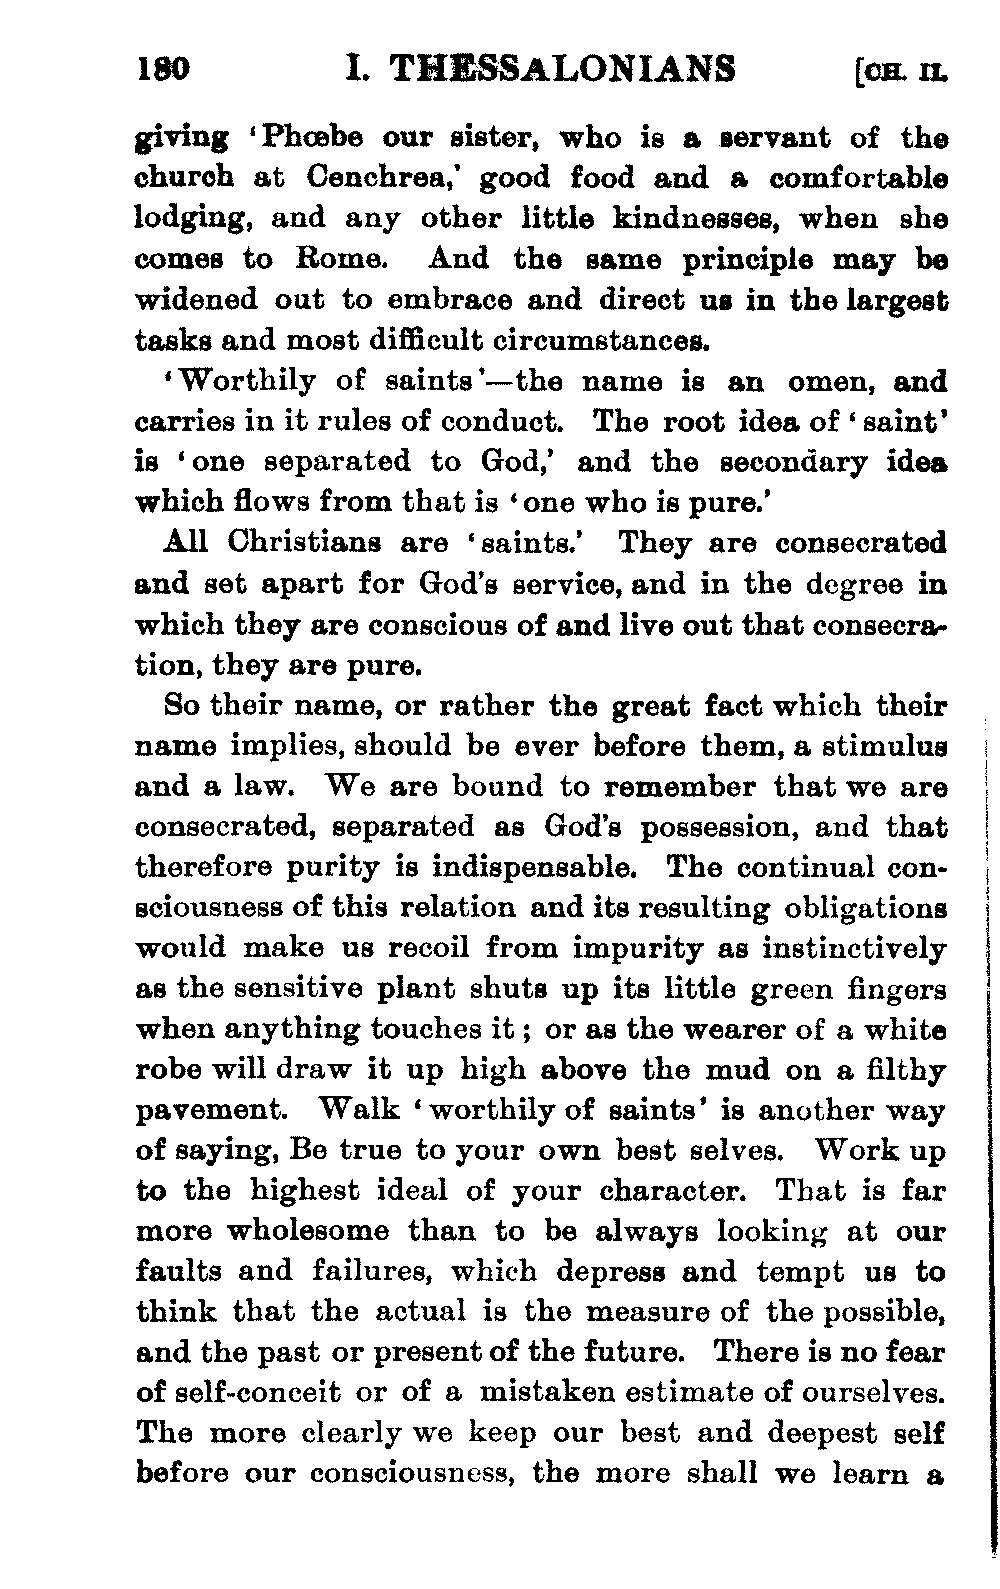 180 I. THESSALONIANS [CH. II.
giving ‘Phœbe our sister, who is a servant of the
church at Cenchrea,’ good food and a comfortable
lodging, and any other little kindnesses, when she
comes to Rome. And the same principle may be
widened out to embrace and direct us in the largest
tasks and most difficult circumstances.
‘Worthily of saints’—the name is an omen, and
carries in it rules of conduct. The root idea of ‘saint’
is ‘one separated to God,’ and the secondary idea
which flows from that is ‘one who is pure.’
All Christians are ‘saints.’ They are consecrated
and set apart for God’s service, and in the degree in
which they are conscious of and live out that consecra-
tion, they are pure.
So their name, or rather the great fact which their
name implies, should be ever before them, a stimulus
and a law. We are bound to remember that we are
consecrated, separated as God’s possession, and that
therefore purity is indispensable. The continual con-
sciousness of this relation and its resulting obligations
would make us recoil from impurity as instinctively
as the sensitive plant shuts up its little green fingers
when anything touches it; or as the wearer of a white
robe will draw it up high above the mud on a filthy
pavement. Walk ‘worthily of saints’ is another way
of saying, Be true to your own best selves. Work up
to the highest ideal of your character. That is far
more wholesome than to be always looking at our
faults and failures, which depress and tempt us to
think that the actual is the measure of the possible,
and the past or present of the future. There is no fear
of self-conceit or of a mistaken estimate of ourselves.
The more clearly we keep our best and deepest self
before our consciousness, the more shall we learn a